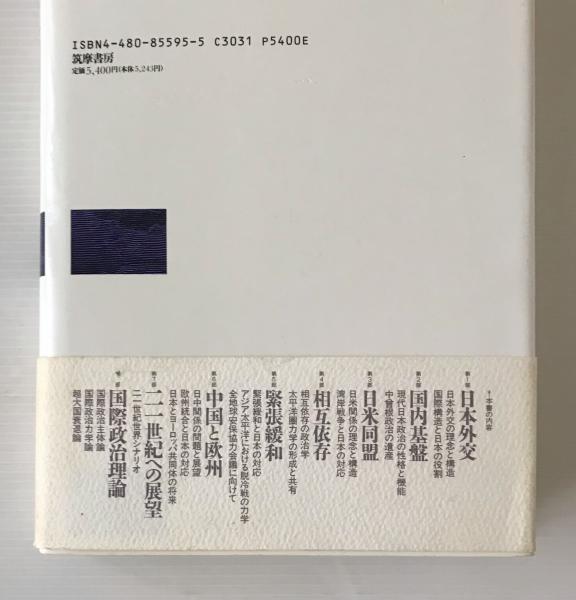 ISBN4-480-85595-5 C3031 P5400E
筑摩書房
定価5,400円(本体5,243円)
↑本書の内容
第1部
日本外交
日本外交の理念と構造
国際構造と日本の役割
第2部
国内基盤
現代日本政治の性格と機能
中曾根政治の遺産
第3部
日米同盟
日米関係の理念と構造
湾岸戦争と日本の対応
第4部
相互依存
相互依存の政治学
太平洋圏力学の形成と共有
第5部
緊張緩和
緊張緩和と日本の対応
アジア太平洋における脱冷戦の力学
全地球安保協力会議に向けて
第6部
中国と欧州
日中関係の問題と展望
欧州統合と日本の対応
日本とヨーロッパ共同体の将来
第7部
二一世紀への展望
二一世紀世界シナリオ
国際政治理論
国際政治主体論
国際政治力学論
超大国衰退論